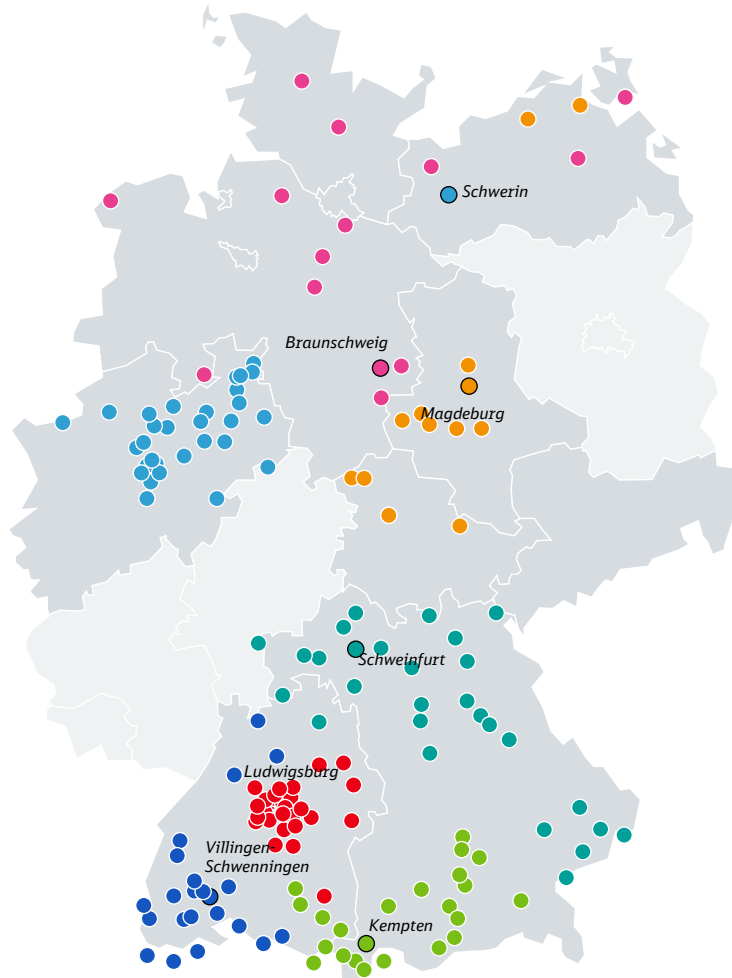 Schwerin
Braunschweig
Magdeburg
Schweinfurt
Ludwigsburg
Villingen-
Schwenningen
Kempten